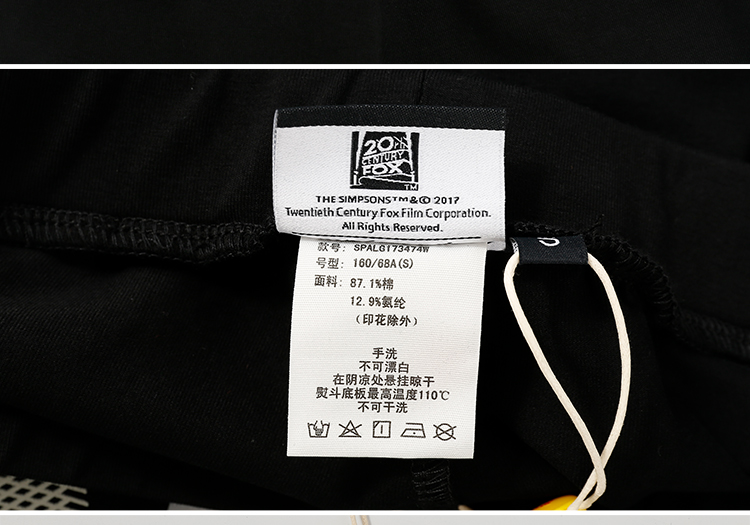 20th
CENTURY
FOX
TM
THE SIMPSONS™&© 2017
Twentieth Century Fox Film Corporation.
All Rights Reserved.
款号: SPALG173474W
号型: 160/68A(S)
面料: 87.1%棉
12.9%氨纶
(印花除外)
手洗
不可漂白
在阴凉处悬挂晾干
熨斗底板最高温度110℃
不可干洗